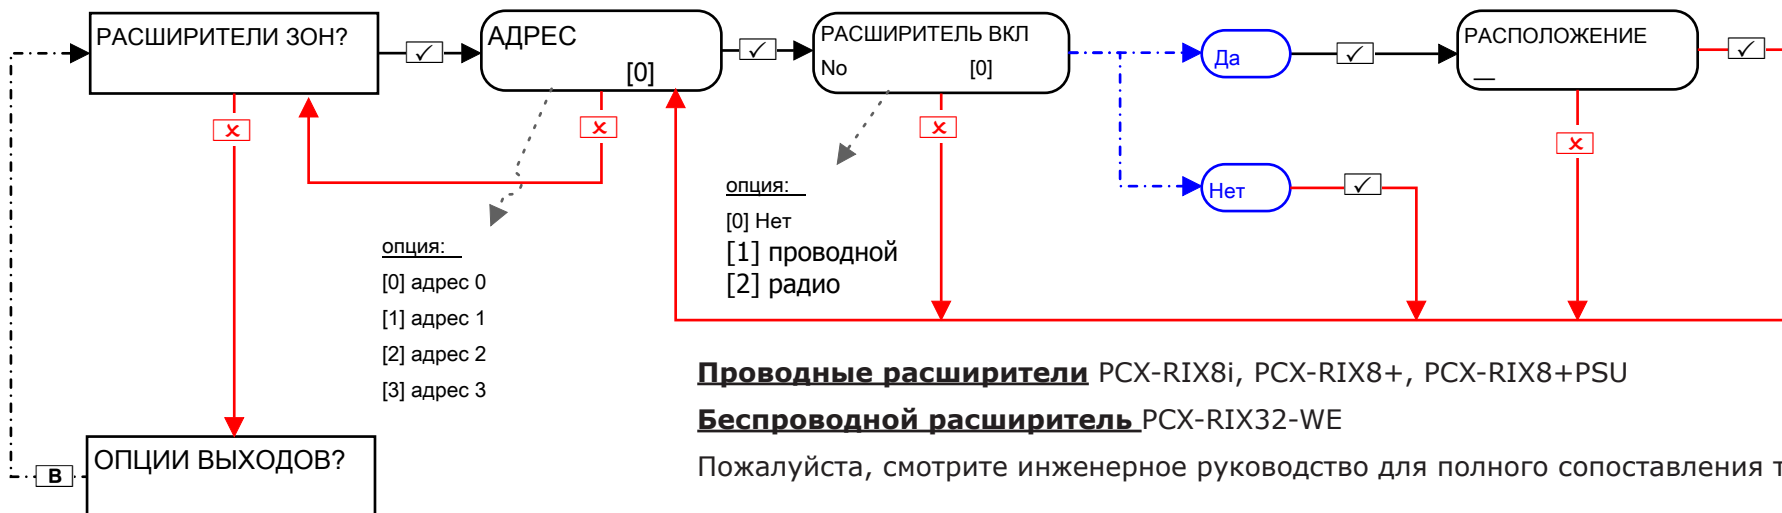 РАСШИРИТЕЛИ ЗОН?
АДРЕС
[0]
РАСШИРИТЕЛЬ ВКЛ
No [0]
Да
РАСПОЛОЖЕНИЕ
_
Нет
опция:
[0] Нет
[1] проводной
[2] радио
опция:
[0] адрес 0
[1] адрес 1
[2] адрес 2
[3] адрес 3
Проводные расширители PCX-RIX8i, PCX-RIX8+, PCX-RIX8+PSU
Беспроводной расширитель PCX-RIX32-WE
Пожалуйста, смотрите инженерное руководство для полного сопоставления
ОПЦИИ ВЫХОДОВ?
B